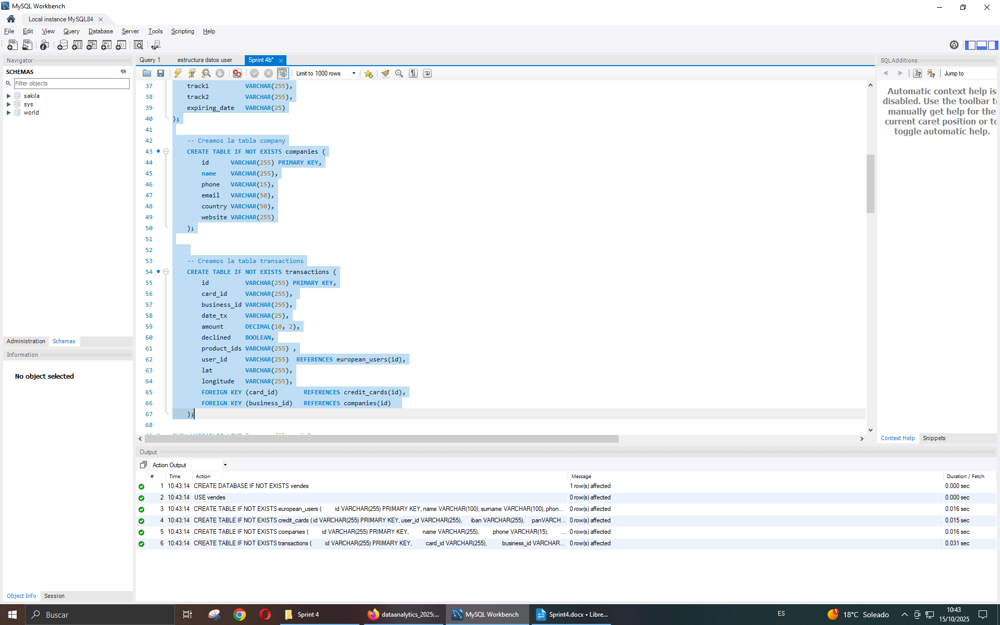 MySQL Workbench
Local instance MySQL84
File Edit View Query Database Server Tools Scripting Help
Navigator
SCHEMAS
Filter objects
sakila
sys
world
Administration Schemas
Information
No object selected
Object Info Session
Query 1 estructura datos user Sprint 4b*
Limit to 1000 rows
37 track1 VARCHAR(255),
38 track2 VARCHAR(255),
39 expiring_date VARCHAR(25)
40 );
41
42 -- Creamos la tabla company
43 CREATE TABLE IF NOT EXISTS companies (
44 id VARCHAR(255) PRIMARY KEY,
45 name VARCHAR(255),
46 phone VARCHAR(15),
47 email VARCHAR(50),
48 country VARCHAR(50),
49 website VARCHAR(255)
50 );
51
52
53 -- Creamos la tabla transactions
54 CREATE TABLE IF NOT EXISTS transactions (
55 id VARCHAR(255) PRIMARY KEY,
56 card_id VARCHAR(255),
57 business_id VARCHAR(255),
58 date_tx VARCHAR(25),
59 amount DECIMAL(10, 2),
60 declined BOOLEAN,
61 product_ids VARCHAR(255) ,
62 user_id VARCHAR(255) REFERENCES european_users(id),
63 lat VARCHAR(255),
64 longitude VARCHAR(255),
65 FOREIGN KEY (card_id) REFERENCES credit_cards(id),
66 FOREIGN KEY (business_id) REFERENCES companies(id)
67 );
68
SQLAdditions
Jump to
Automatic context help is
disabled. Use the toolbar t
manually get help for the
current caret position or to
toggle automatic help.
Context Help Snippets
Output
Action Output
# Time Action Message Duration / Fetch
1 10:43:14 CREATE DATABASE IF NOT EXISTS vendes 1 row(s) affected 0.000 sec
2 10:43:14 USE vendes 0 row(s) affected 0.000 sec
3 10:43:14 CREATE TABLE IF NOT EXISTS european_users ( id VARCHAR(255) PRIMARY KEY, name VARCHAR(100), surname VARCHAR(100), phon... 0 row(s) affected 0.016 sec
4 10:43:14 CREATE TABLE IF NOT EXISTS credit_cards ( id VARCHAR(255) PRIMARY KEY, user_id VARCHAR(255), iban VARCHAR(255), panVARCH... 0 row(s) affected 0.015 sec
5 10:43:14 CREATE TABLE IF NOT EXISTS companies ( id VARCHAR(255) PRIMARY KEY, name VARCHAR(255), phone VARCHAR(15), ... 0 row(s) affected 0.016 sec
6 10:43:14 CREATE TABLE IF NOT EXISTS transactions ( id VARCHAR(255) PRIMARY KEY, card_id VARCHAR(255), business_id VARCHAR... 0 row(s) affected 0.031 sec
Buscar
Sprint 4
dataanalytics_2025:...
MySQL Workbench
Sprint4.docx • Libre...
ES
5
18°C Soleado
10:43
15/10/2025